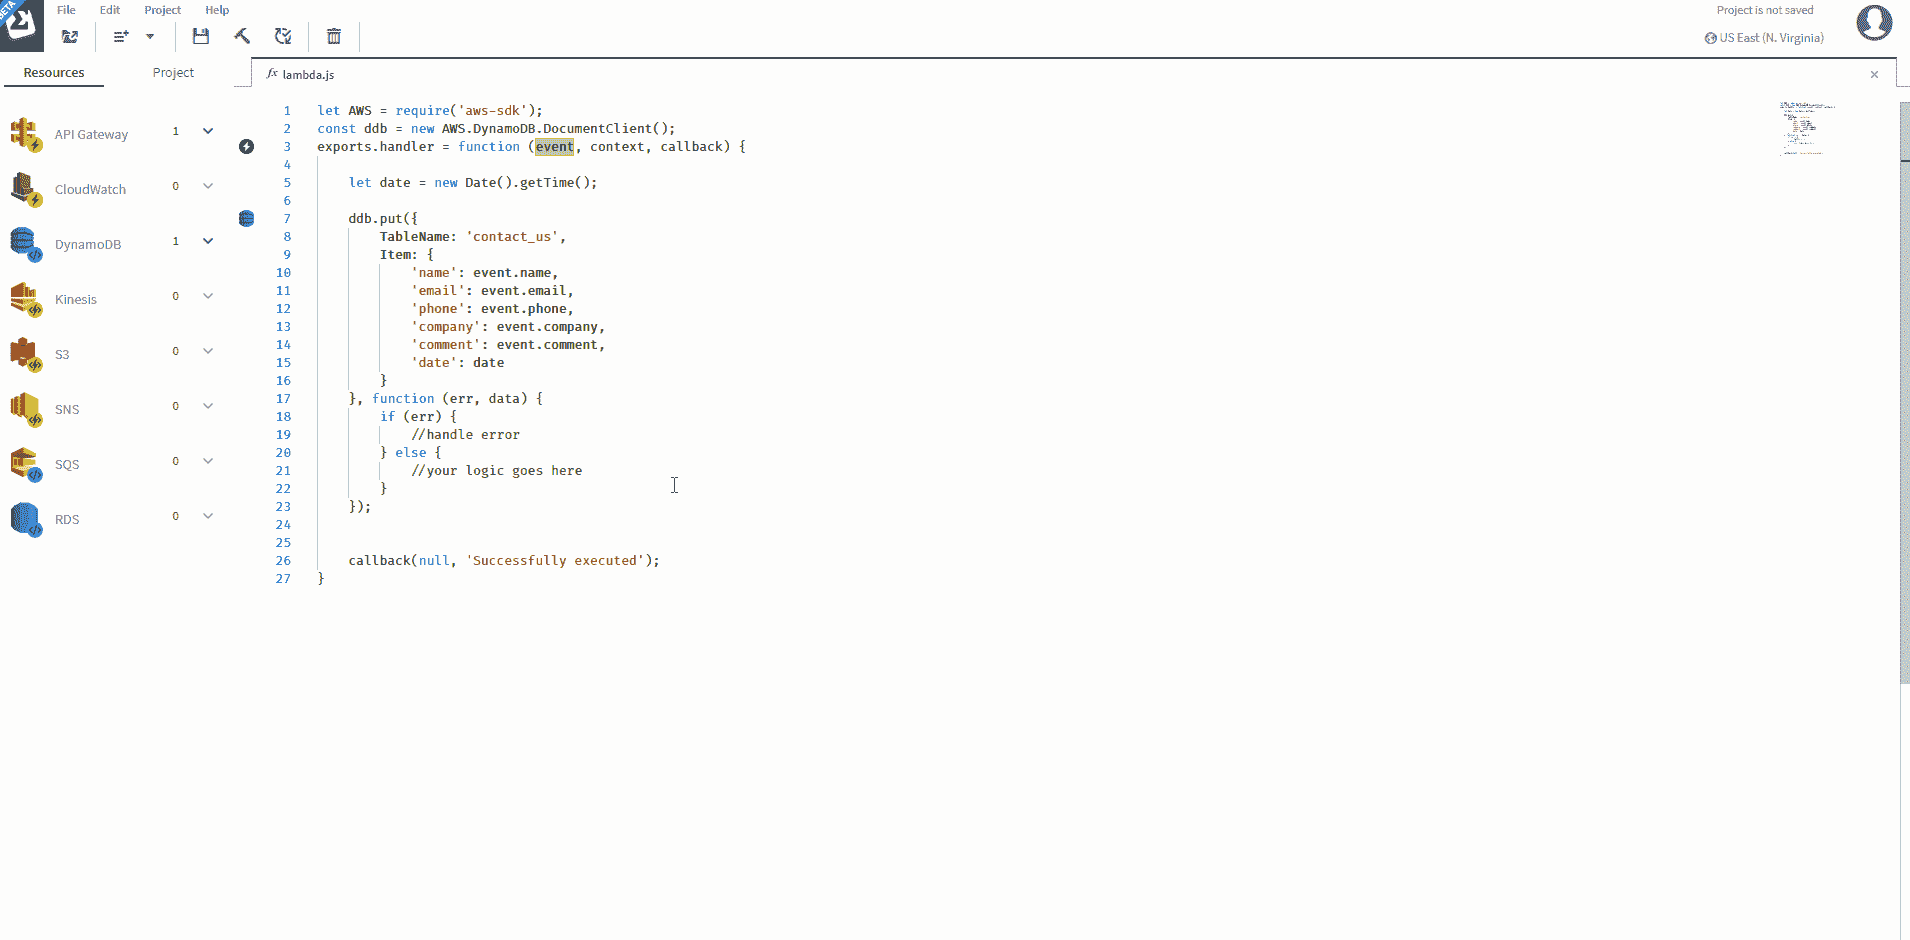 BETA
File Edit Project Help
Project is not saved
US East (N. Virginia)
Resources Project
fx lambda.js
API Gateway 1
CloudWatch 0
DynamoDB 1
Kinesis 0
S3 0
SNS 0
SQS 0
RDS 0
1 let AWS = require('aws-sdk');
2 const ddb = new AWS.DynamoDB.DocumentClient();
3 exports.handler = function (event, context, callback) {
4
5 let date = new Date().getTime();
6
7 ddb.put({
8 TableName: 'contact_us',
9 Item: {
10 'name': event.name,
11 'email': event.email,
12 'phone': event.phone,
13 'company': event.company,
14 'comment': event.comment,
15 'date': date
16 }
17 }, function (err, data) {
18 if (err) {
19 //handle error
20 } else {
21 //your logic goes here
22 }
23 });
24
25
26 callback(null, 'Successfully executed');
27 }